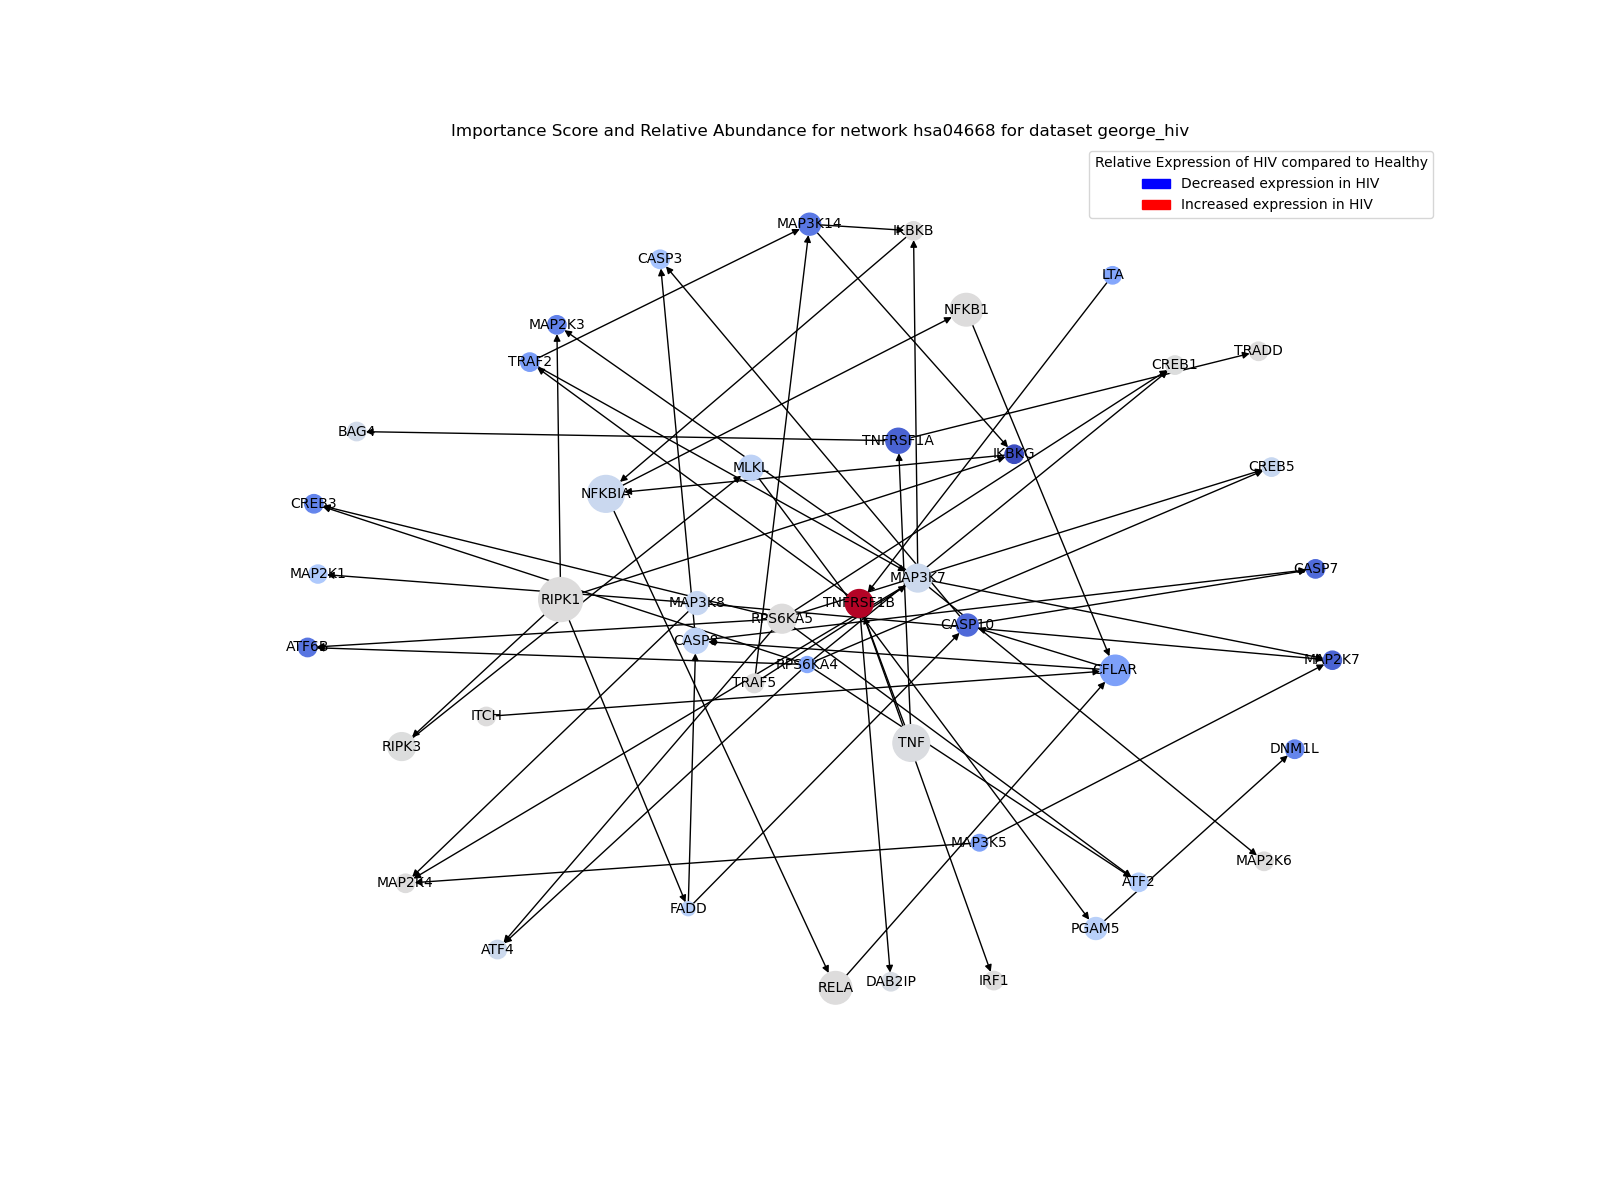 Importance Score and Relative Abundance for network hsa04668 for dataset george_hiv
Relative Expression of HIV compared to Healthy
Decreased expression in HIV
Increased expression in HIV
MAP3K14
IKBKB
CASP3
LTA
NFKB1
MAP2K3
TRADD
TRAF2
CREB1
BAG4
TNFRSF1A
IKBKG
MLKL
CREB5
NFKBIA
CREB3
CASP7
MAP2K1
MAP3K7
RIPK1
MAP3K8
TNFRSF1B
RPS6KA5
CASP10
CASP8
ATF6B
MAP2K7
RPS6KA4
CFLAR
TRAF5
ITCH
RIPK3
TNF
DNM1L
MAP3K5
MAP2K6
MAP2K4
ATF2
FADD
PGAM5
ATF4
DAB2IP
IRF1
RELA